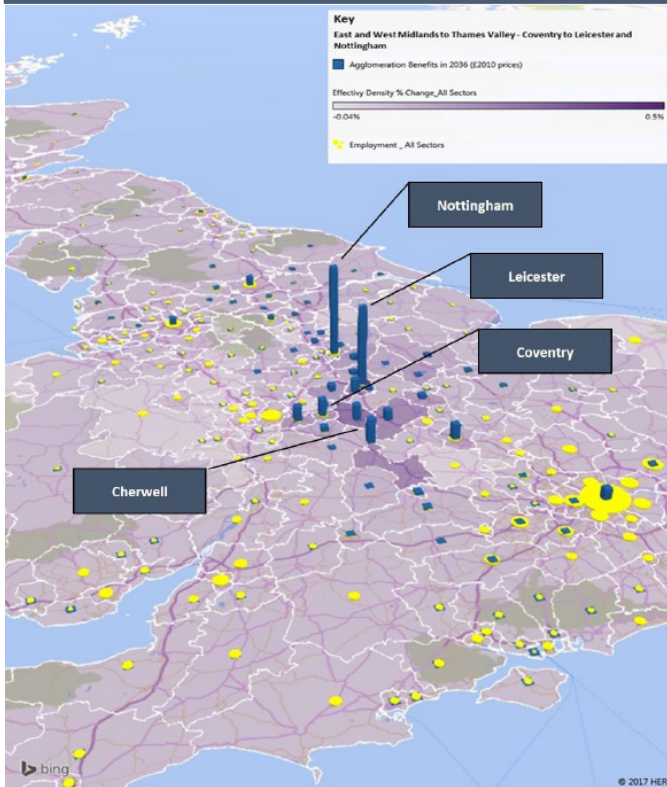 Key
East and West Midlands to Thames Valley - Coventry to Leicester and
Nottingham
Agglomeration Benefits in 2036 (£2010 prices)
Effectivy Density % Change_All Sectors
-0.04%
0.5%
Employment _ All Sectors
Nottingham
Leicester
Coventry
Cherwell
bing
© 2017 HER